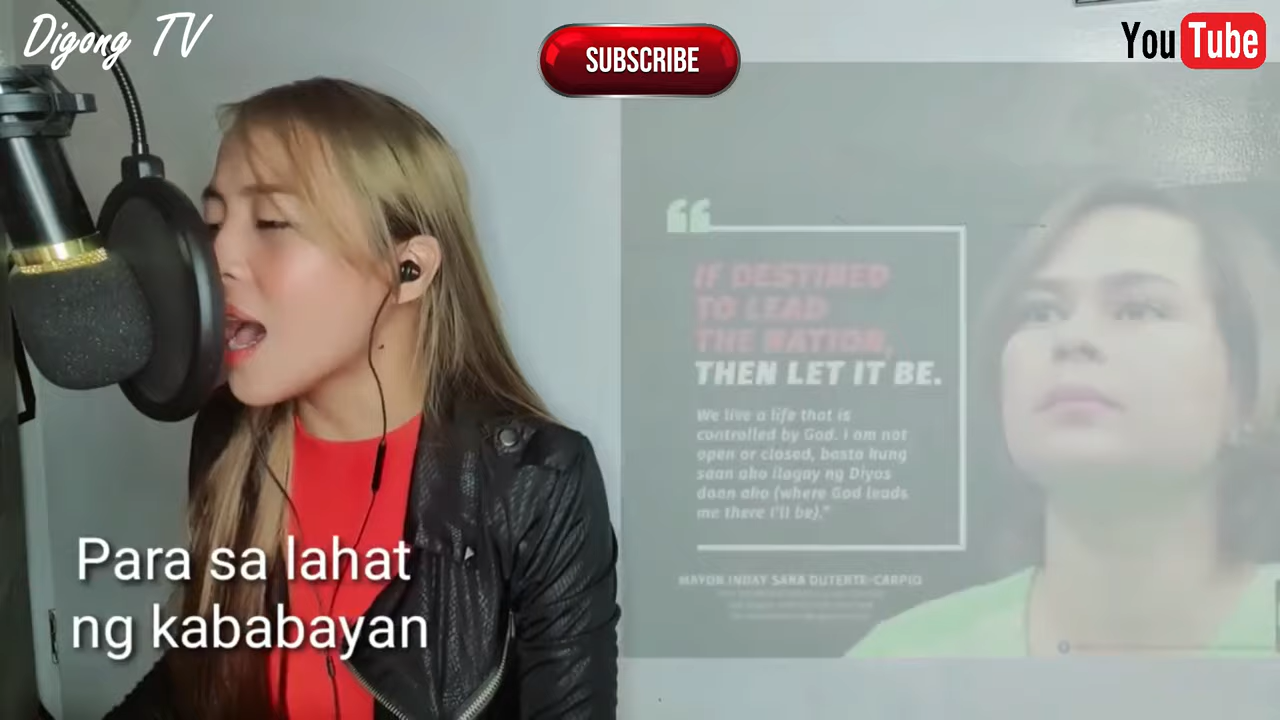 Digong TV
SUBSCRIBE
YouTube
IF DESTINED
TO LEAD
THE NATION,
THEN LET IT BE.
We live a life that is
controlled by God. I am not
open or closed, basta kung
saan ako ilagay ng Diyos
doon ako (where God leads
me there I'll be)."
MAYOR INDAY SARA DUTERTE-CARPIO
Para sa lahat
ng kababayan